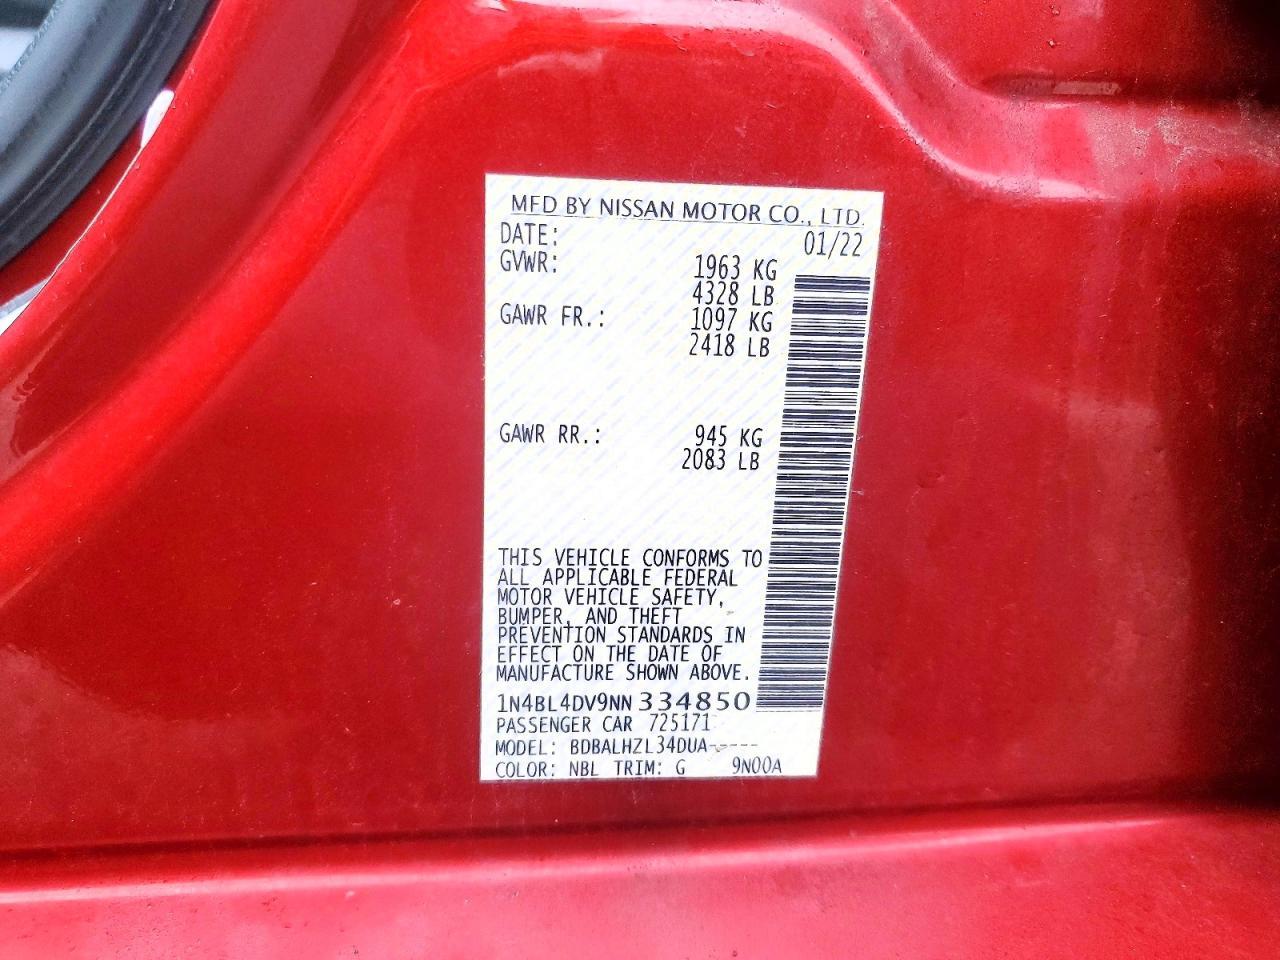 MFD BY NISSAN MOTOR CO., LTD.
DATE: 01/22
GVWR: 1963 KG
4328 LB
GAWR FR.: 1097 KG
2418 LB
GAWR RR.: 945 KG
2083 LB
THIS VEHICLE CONFORMS TO
ALL APPLICABLE FEDERAL
MOTOR VEHICLE SAFETY,
BUMPER, AND THEFT
PREVENTION STANDARDS IN
EFFECT ON THE DATE OF
MANUFACTURE SHOWN ABOVE.
1N4BL4DV9NN334850
PASSENGER CAR 725171
MODEL: BDBALHZL34DUA-----
COLOR: NBL TRIM: G 9N00A